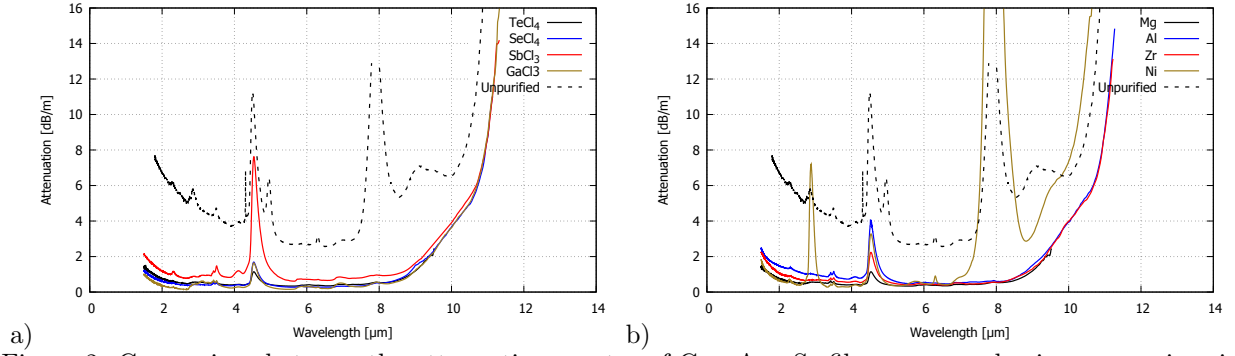 16
14
12
10
8
6
4
2
0
0 2 4 6 8 10 12 14
Attenuation [dB/m]
Wavelength [µm]
TeCl4
SeCl4
SbCl3
GaCl3
Unpurified
a)
16
14
12
10
8
6
4
2
0
0 2 4 6 8 10 12 14
Attenuation [dB/m]
Wavelength [µm]
Mg
Al
Zr
Ni
Unpurified
b)